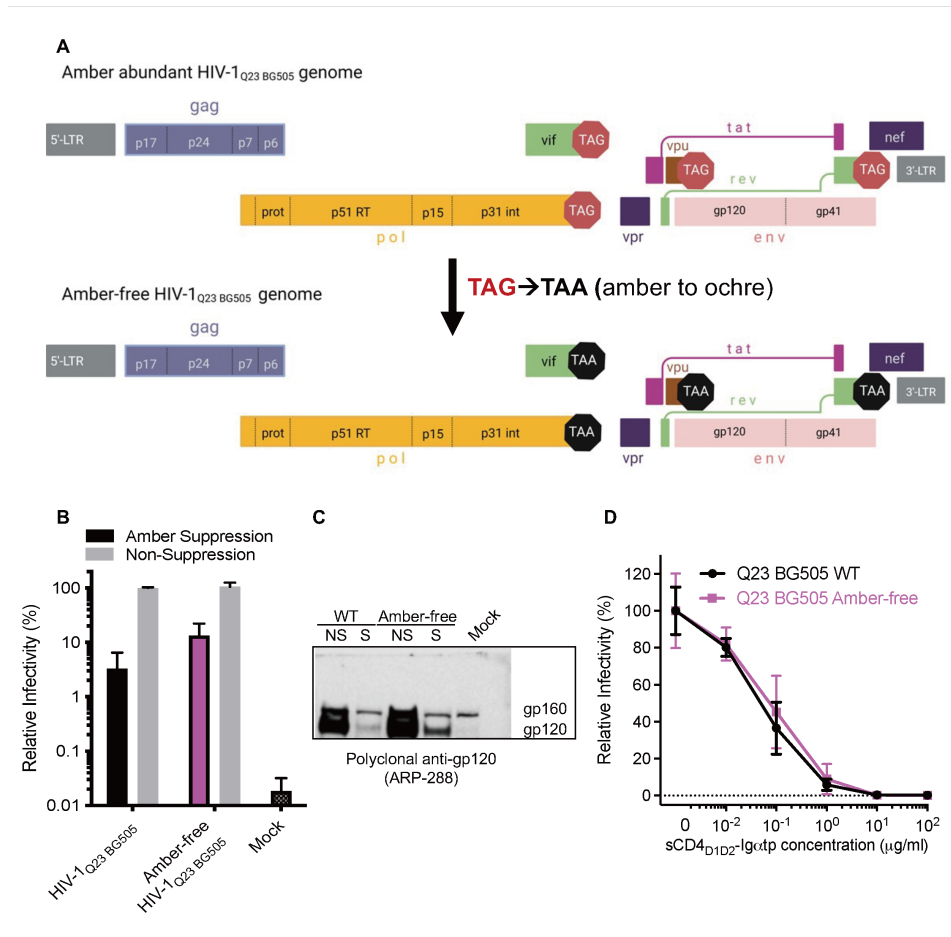 A
Amber abundant HIV-1Q23 BG505 genome
gag
5'-LTR
p17
p24
p7
p6
vif
TAG
tat
nef
vpu
TAG
rev
TAG
3'-LTR
prot
p51 RT
p15
p31 int
TAG
pol
vpr
gp120
gp41
env
TAG→TAA (amber to ochre)
Amber-free HIV-1Q23 BG505 genome
gag
5'-LTR
p17
p24
p7
p6
vif
TAA
tat
nef
vpu
TAA
rev
TAA
3'-LTR
prot
p51 RT
p15
p31 int
TAA
pol
vpr
gp120
gp41
env
B
Amber Suppression
Non-Suppression
Relative Infectivity (%)
100
10
1
0.1
0.01
HIV-1Q23 BG505
Amber-free
HIV-1Q23 BG505
Mock
C
WT Amber-free Mock
NS S NS S
gp160
gp120
Polyclonal anti-gp120
(ARP-288)
D
Q23 BG505 WT
Q23 BG505 Amber-free
Relative Infectivity (%)
120
100
80
60
40
20
0
0 10-2 10-1 100 101 102
sCD4D1D2-Igαtp concentration (µg/ml)